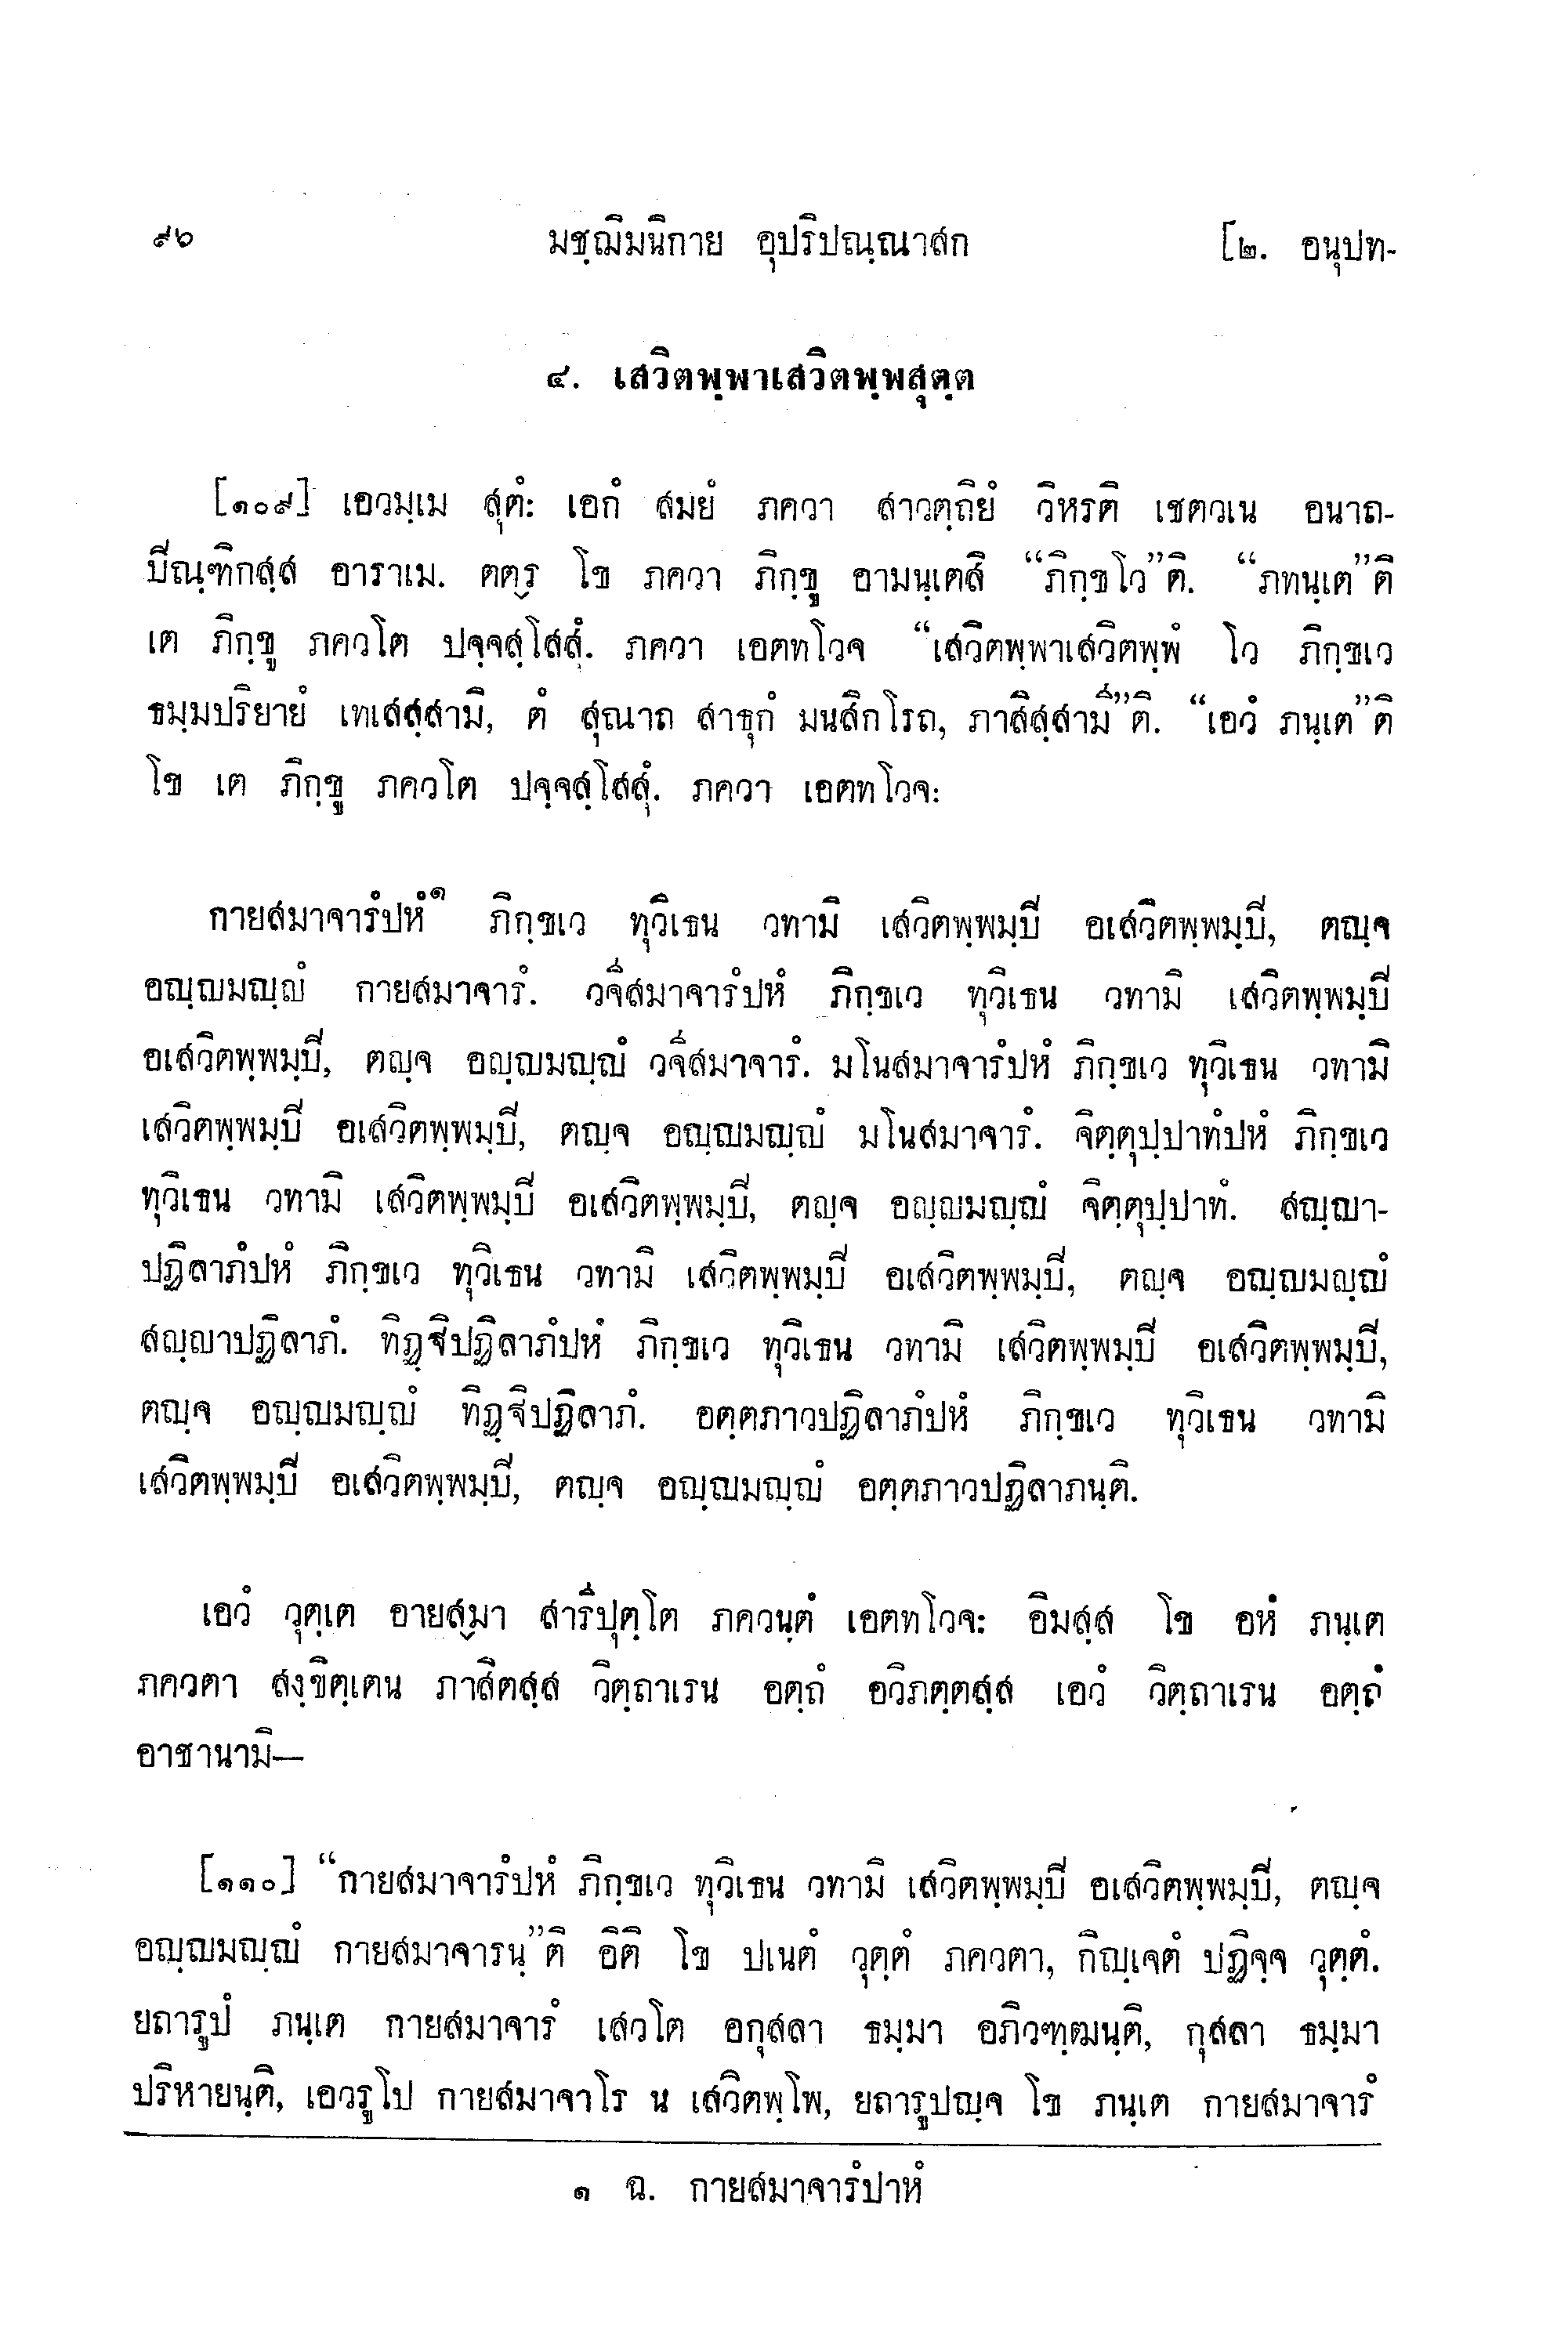 ๙๖ มชฺฌิมนิกาย อุปริปณฺณาสก [๒. อนุปท-
๔. เสวิตพฺพาเสวิตพฺพสุตฺต
[๑๐๙] เอวมฺเม สุตํ: เอกํ สมยํ ภควา สาวตฺถิยํ วิหรติ เชตวเน อนาถ-
ปิณฺฑิกสฺส อาราเม. ตตฺร โข ภควา ภิกฺขู อามนฺเตสิ “ภิกฺขโว”ติ. “ภทนฺเต”ติ
เต ภิกฺขู ภควโต ปจฺจสฺโสสุํ. ภควา เอตทโวจ “เสวิตพฺพาเสวิตพฺพํ โว ภิกฺขเว
ธมฺมปริยายํ เทเสสฺสามิ, ตํ สุณาถ สาธุกํ มนสิกโรถ, ภาสิสฺสามี”ติ. “เอวํ ภนฺเต”ติ
โข เต ภิกฺขู ภควโต ปจฺจสฺโสสุํ. ภควา เอตทโวจ:
กายสมาจารํปหํ๑ ภิกฺขเว ทุวิเธน วทามิ เสวิตพฺพมฺปิ อเสวิตพฺพมฺปิ, ตญฺจ
อญฺญมญฺญํ กายสมาจารํ. วจีสมาจารํปหํ ภิกฺขเว ทุวิเธน วทามิ เสวิตพฺพมฺปิ
อเสวิตพฺพมฺปิ, ตญฺจ อญฺญมญฺญํ วจีสมาจารํ. มโนสมาจารํปหํ ภิกฺขเว ทุวิเธน วทามิ
เสวิตพฺพมฺปิ อเสวิตพฺพมฺปิ, ตญฺจ อญฺญมญฺญํ มโนสมาจารํ. จิตฺตุปฺปาทํปหํ ภิกฺขเว
ทุวิเธน วทามิ เสวิตพฺพมฺปิ อเสวิตพฺพมฺปิ, ตญฺจ อญฺญมญฺญํ จิตฺตุปฺปาทํ. สญฺญา-
ปฏิลาภํปหํ ภิกฺขเว ทุวิเธน วทามิ เสวิตพฺพมฺปิ อเสวิตพฺพมฺปิ, ตญฺจ อญฺญมญฺญํ
สญฺญาปฏิลาภํ. ทิฏฺฐิปฏิลาภํปหํ ภิกฺขเว ทุวิเธน วทามิ เสวิตพฺพมฺปิ อเสวิตพฺพมฺปิ,
ตญฺจ อญฺญมญฺญํ ทิฏฺฐิปฏิลาภํ. อตฺตภาวปฏิลาภํปหํ ภิกฺขเว ทุวิเธน วทามิ
เสวิตพฺพมฺปิ อเสวิตพฺพมฺปิ, ตญฺจ อญฺญมญฺญํ อตฺตภาวปฏิลาภนฺติ.
เอวํ วุตฺเต อายสฺมา สารีปุตฺโต ภควนฺตํ เอตทโวจ: อิมสฺส โข อหํ ภนฺเต
ภควตา สงฺขิตฺเตน ภาสิตสฺส วิตฺถาเรน อตฺถํ อวิภตฺตสฺส เอวํ วิตฺถาเรน อตฺถํ
อาชานามิ—
[๑๑๐] “กายสมาจารํปหํ ภิกฺขเว ทุวิเธน วทามิ เสวิตพฺพมฺปิ อเสวิตพฺพมฺปิ, ตญฺจ
อญฺญมญฺญํ กายสมาจารนฺ”ติ อิติ โข ปเนตํ วุตฺตํ ภควตา, กิญฺเจตํ ปฏิจฺจ วุตฺตํ.
ยถารูปํ ภนฺเต กายสมาจารํ เสวโต อกุสลา ธมฺมา อภิวฑฺฒนฺติ, กุสลา ธมฺมา
ปริหายนฺติ, เอวรูโป กายสมาจาโร น เสวิตพฺโพ, ยถารูปญฺจ โข ภนฺเต กายสมาจารํ
๑ ฉ. กายสมาจารํปาหํ